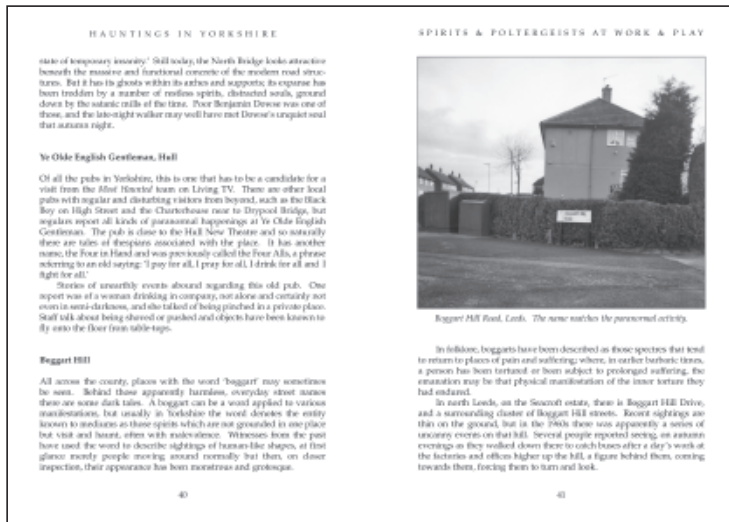 HAUNTINGS IN YORKSHIRE
state of temporary insanity.' Still today, the North Bridge looks attractive
beneath the massive and functional concrete of the modern road struc-
tures. But it has its ghosts within its arches and supports; its expanse has
been trodden by a number of restless spirits, distracted souls, ground
down by the satanic mills of the time. Poor Benjamin Dowse was one of
those, and the late-night walker may well have met Dowse's unquiet soul
that autumn night.
Ye Olde English Gentleman, Hull
Of all the pubs in Yorkshire, this is one that has to be a candidate for a
visit from the Most Haunted team on Living TV. There are other local
pubs with regular and disturbing visitors from beyond, such as the Black
Boy on High Street and the Charterhouse near to Drypool Bridge, but
regulars report all kinds of paranormal happenings at Ye Olde English
Gentleman. The pub is close to the Hull New Theatre and so naturally
there are tales of thespians associated with the place. It has another
name, the Four in Hand and was previously called the Four Alls, a phrase
referring to an old saying: 'I pay for all, I pray for all, I drink for all and I
fight for all.'
Stories of unearthly events abound regarding this old pub. One
report was of a woman drinking in company, not alone and certainly not
even in semi-darkness, and she talked of being pinched in a private place.
Staff talk about being shoved or pushed and objects have been known to
fly onto the floor from table-tops.
Boggart Hill
All across the county, places with the word 'boggart' may sometimes
be seen. Behind these apparently harmless, everyday street names
there are some dark tales. A boggart can be a word applied to various
manifestations, but usually in Yorkshire the word denotes the entity
known to mediums as those spirits which are not grounded in one place
but visit and haunt, often with malevolence. Witnesses from the past
have used the word to describe sightings of human-like shapes, at first
glance merely people moving around normally but then, on closer
inspection, their appearance has been monstrous and grotesque.
40
SPIRITS & POLTERGEISTS AT WORK & PLAY
Boggart Hill Road, Leeds. The name matches the paranormal activity.
In folklore, boggarts have been described as those spectres that tend
to return to places of pain and suffering; where, in earlier barbaric times,
a person has been tortured or been subject to prolonged suffering, the
emanation may be that physical manifestation of the inner torture they
had endured.
In north Leeds, on the Seacroft estate, there is Boggart Hill Drive,
and a surrounding cluster of Boggart Hill streets. Recent sightings are
thin on the ground, but in the 1960s there was apparently a series of
uncanny events on that hill. Several people reported seeing, on autumn
evenings as they walked down there to catch buses after a day's work at
the factories and offices higher up the hill, a figure behind them, coming
towards them, forcing them to turn and look.
41